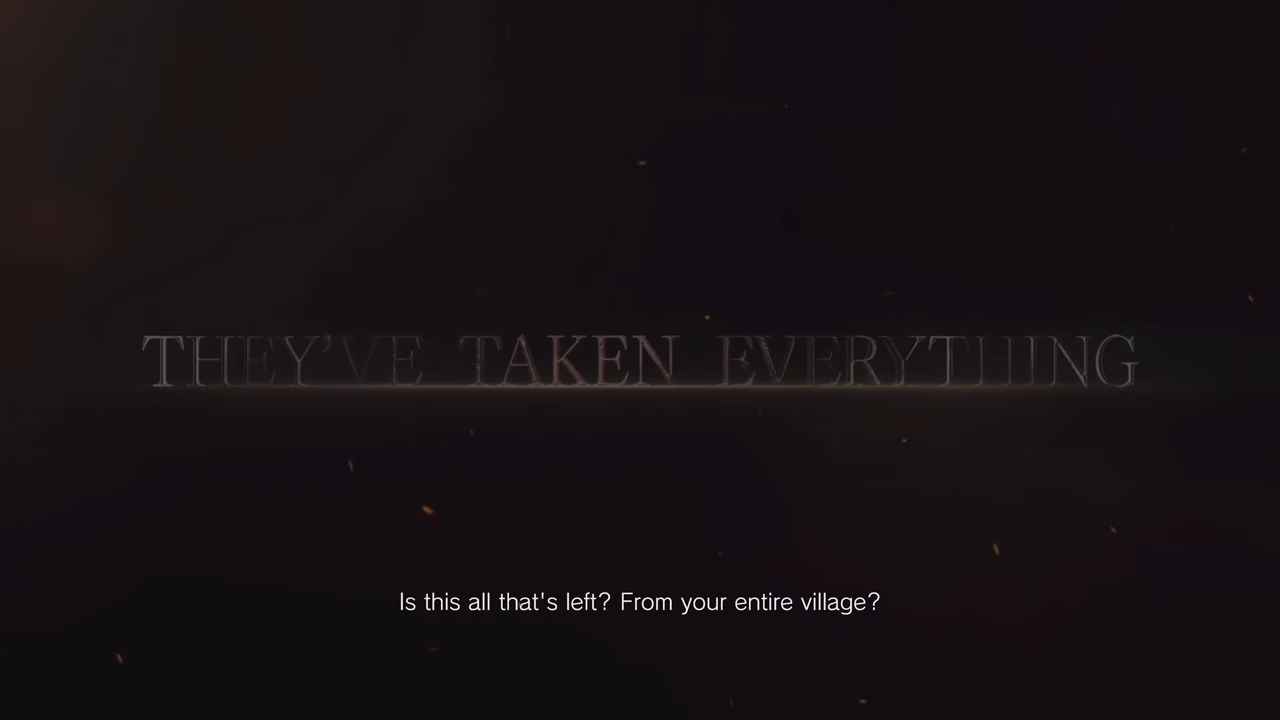 THEY'VE TAKEN EVERYTHING
Is this all that's left? From your entire village?